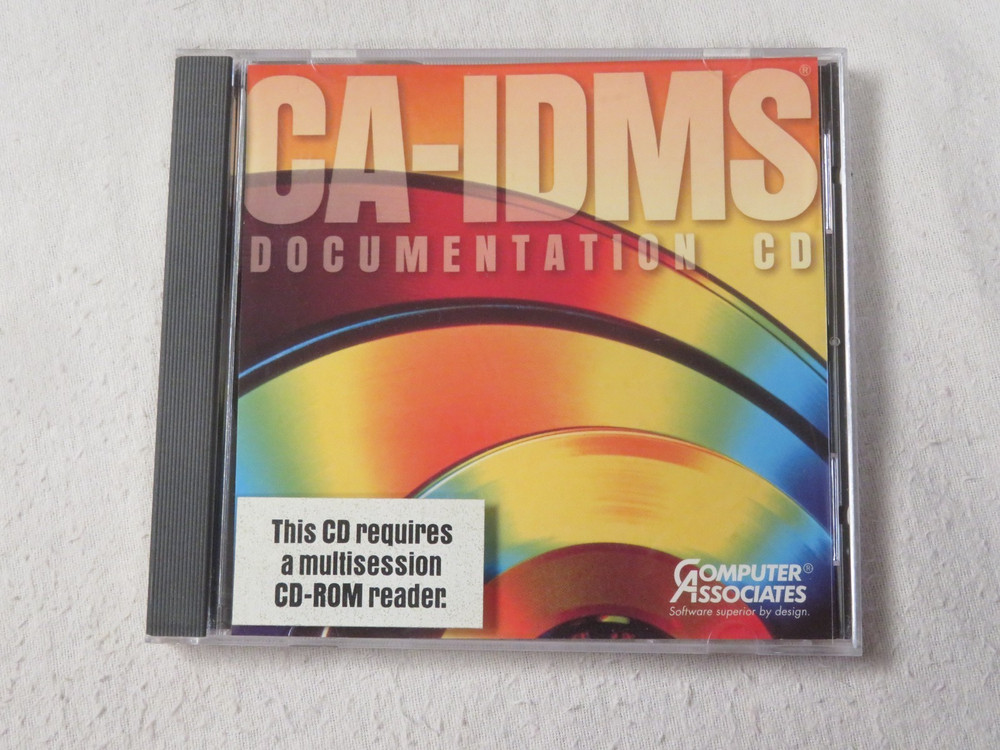 CA-IDMS®
DOCUMENTATION CD
This CD requires
a multisession
CD-ROM reader.
COMPUTER®
ASSOCIATES
Software superior by design.